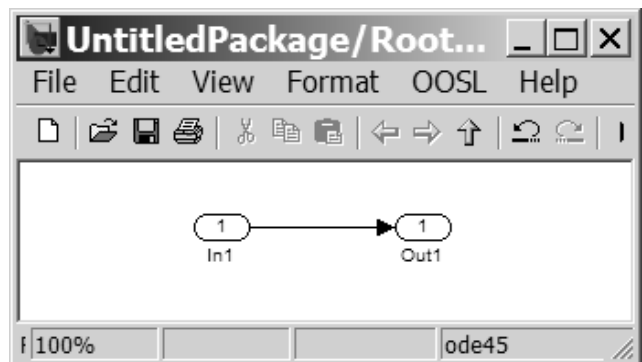 UntitledPackage/Root...
File Edit View Format OOSL Help
1 1
In1 Out1
100% ode45